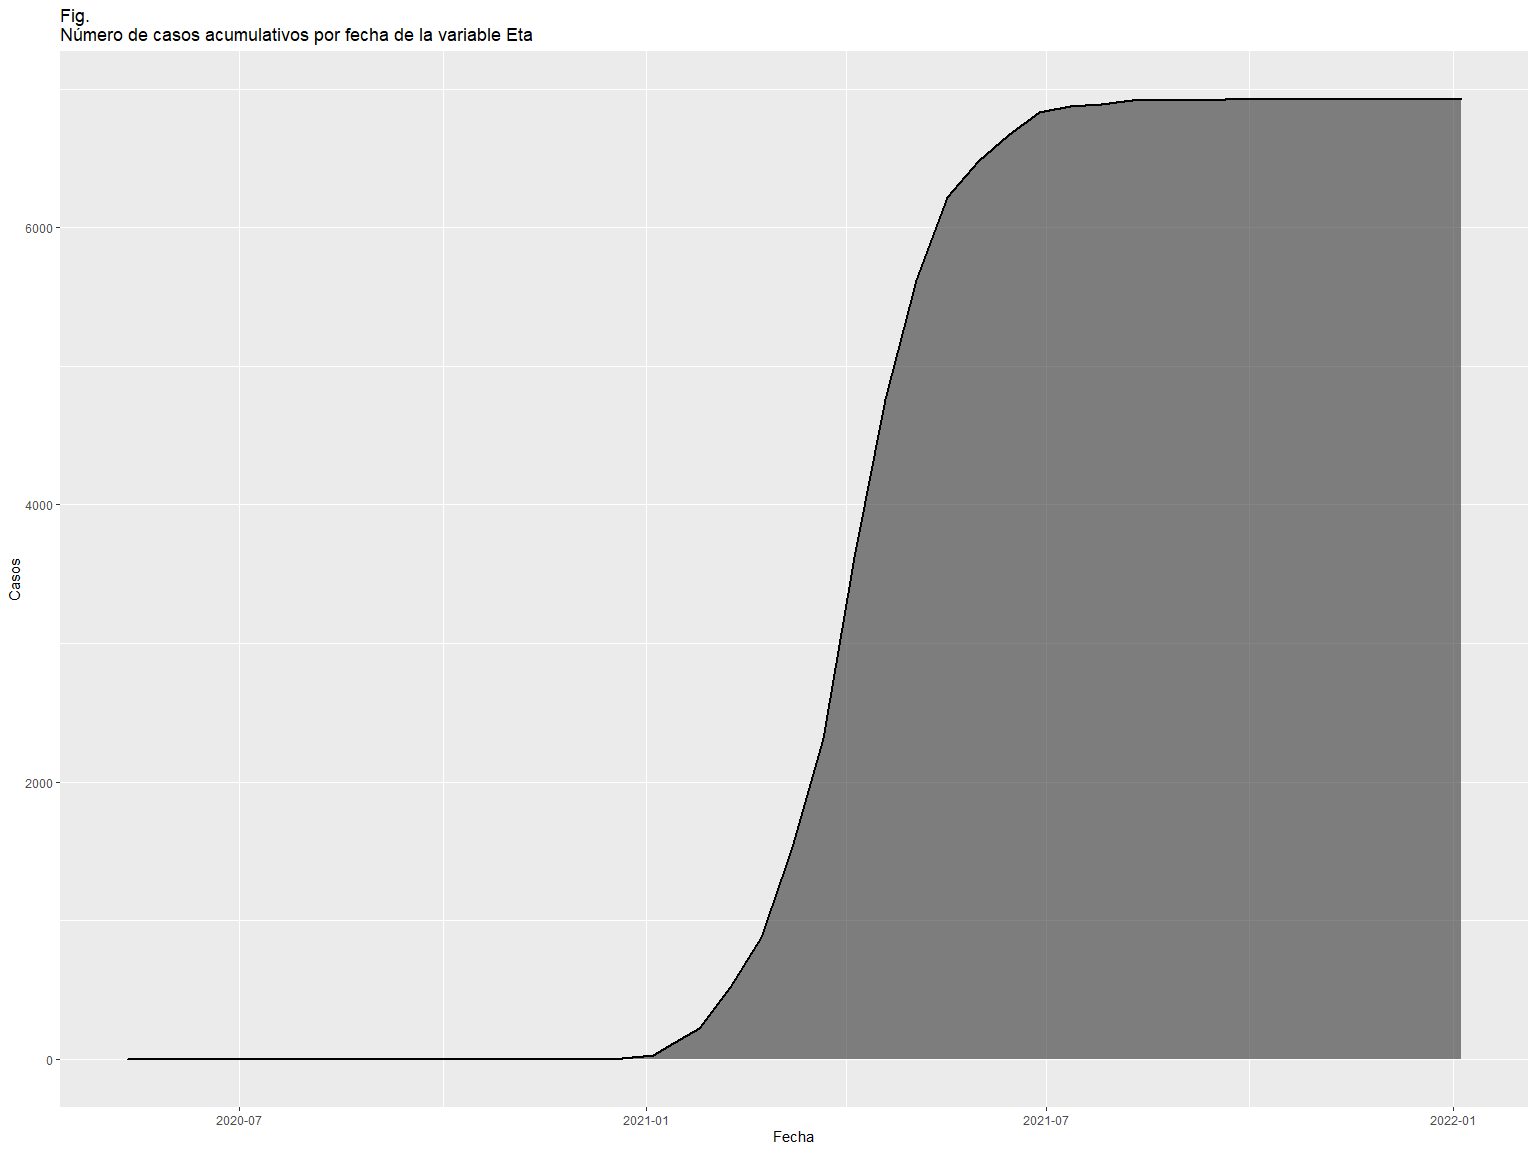 Fig.
Número de casos acumulativos por fecha de la variable Eta
6000
4000
2000
0
Casos
2020-07
2021-01
2021-07
2022-01
Fecha